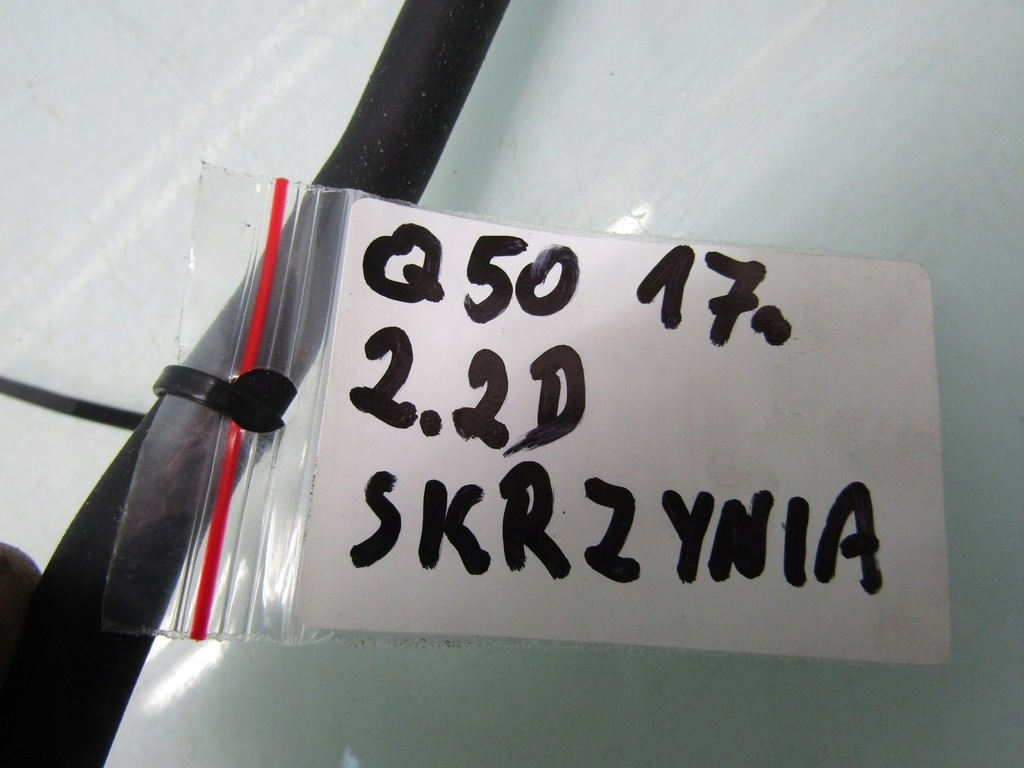 Q50 17.
2.2D
SKRZYNIA